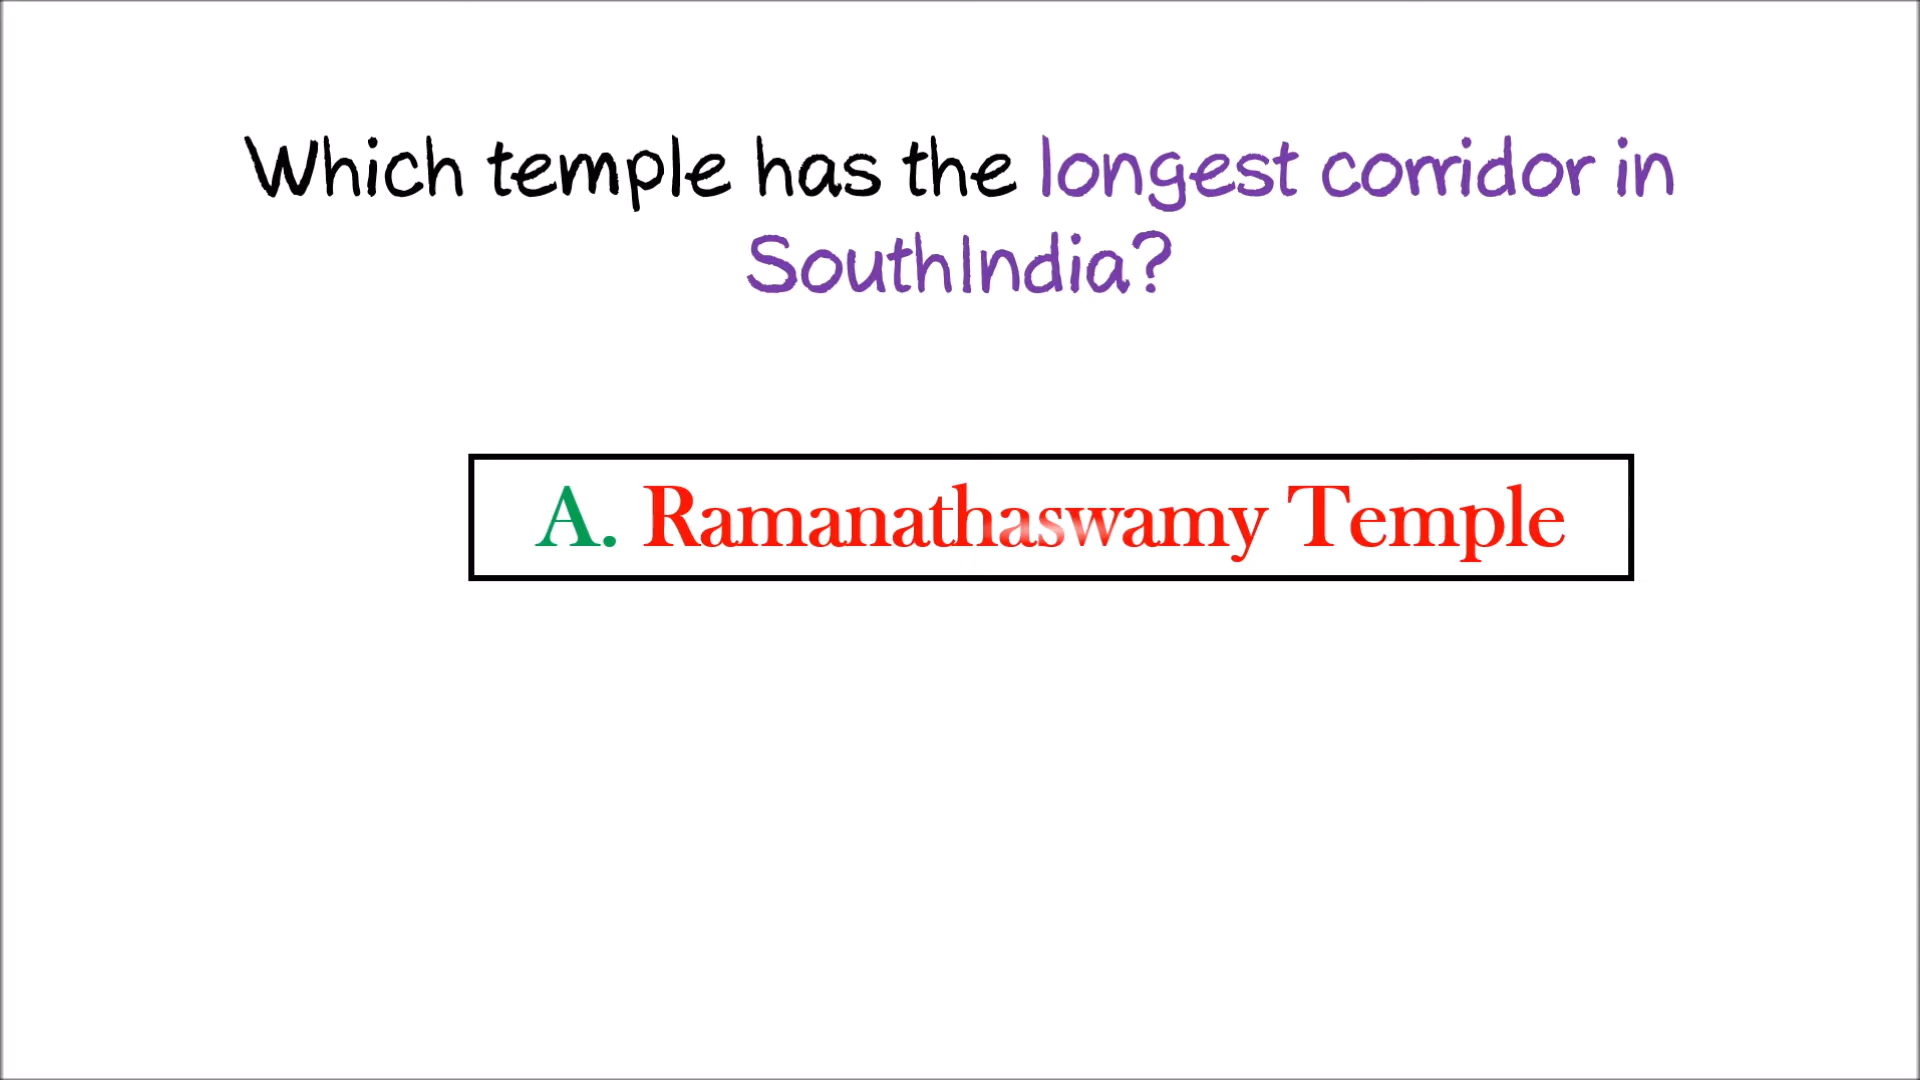 Which temple has the longest corridor in
SouthIndia?
A. Ramanathaswamy Temple